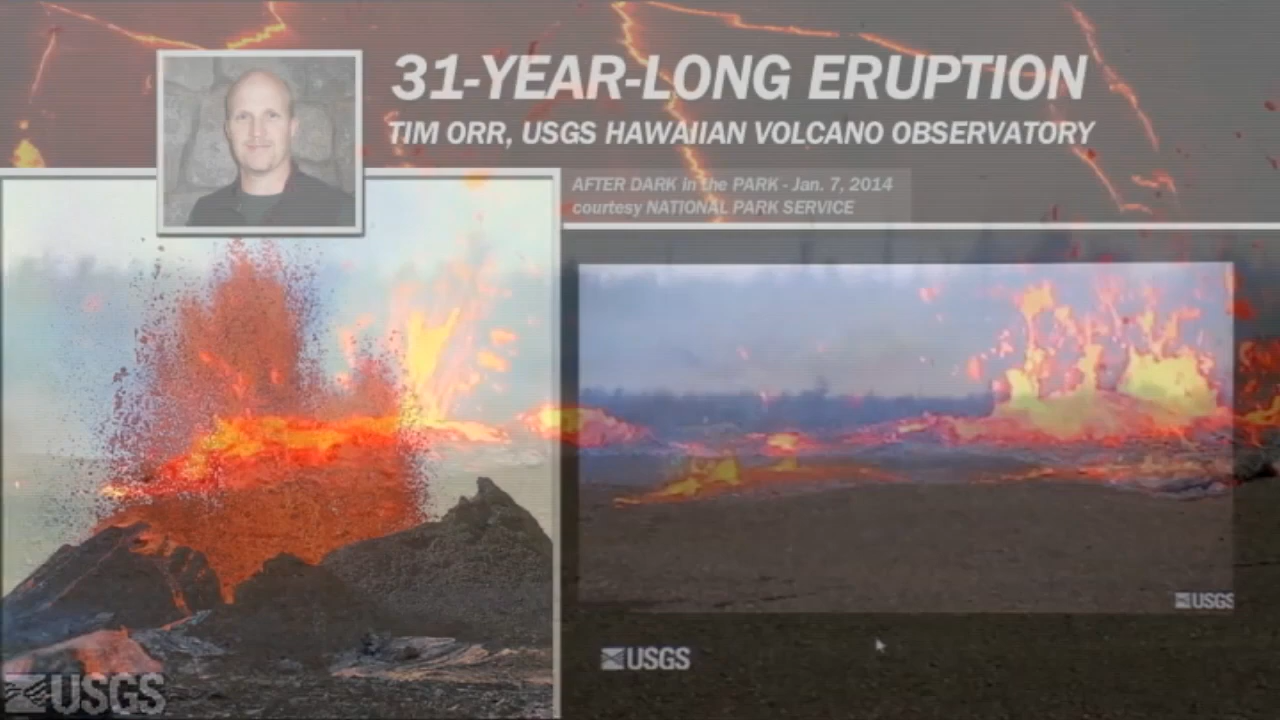 31-YEAR-LONG ERUPTION
TIM ORR, USGS HAWAIIAN VOLCANO OBSERVATORY
AFTER DARK in the PARK - Jan. 7, 2014
courtesy NATIONAL PARK SERVICE
USGS
USGS
USGS